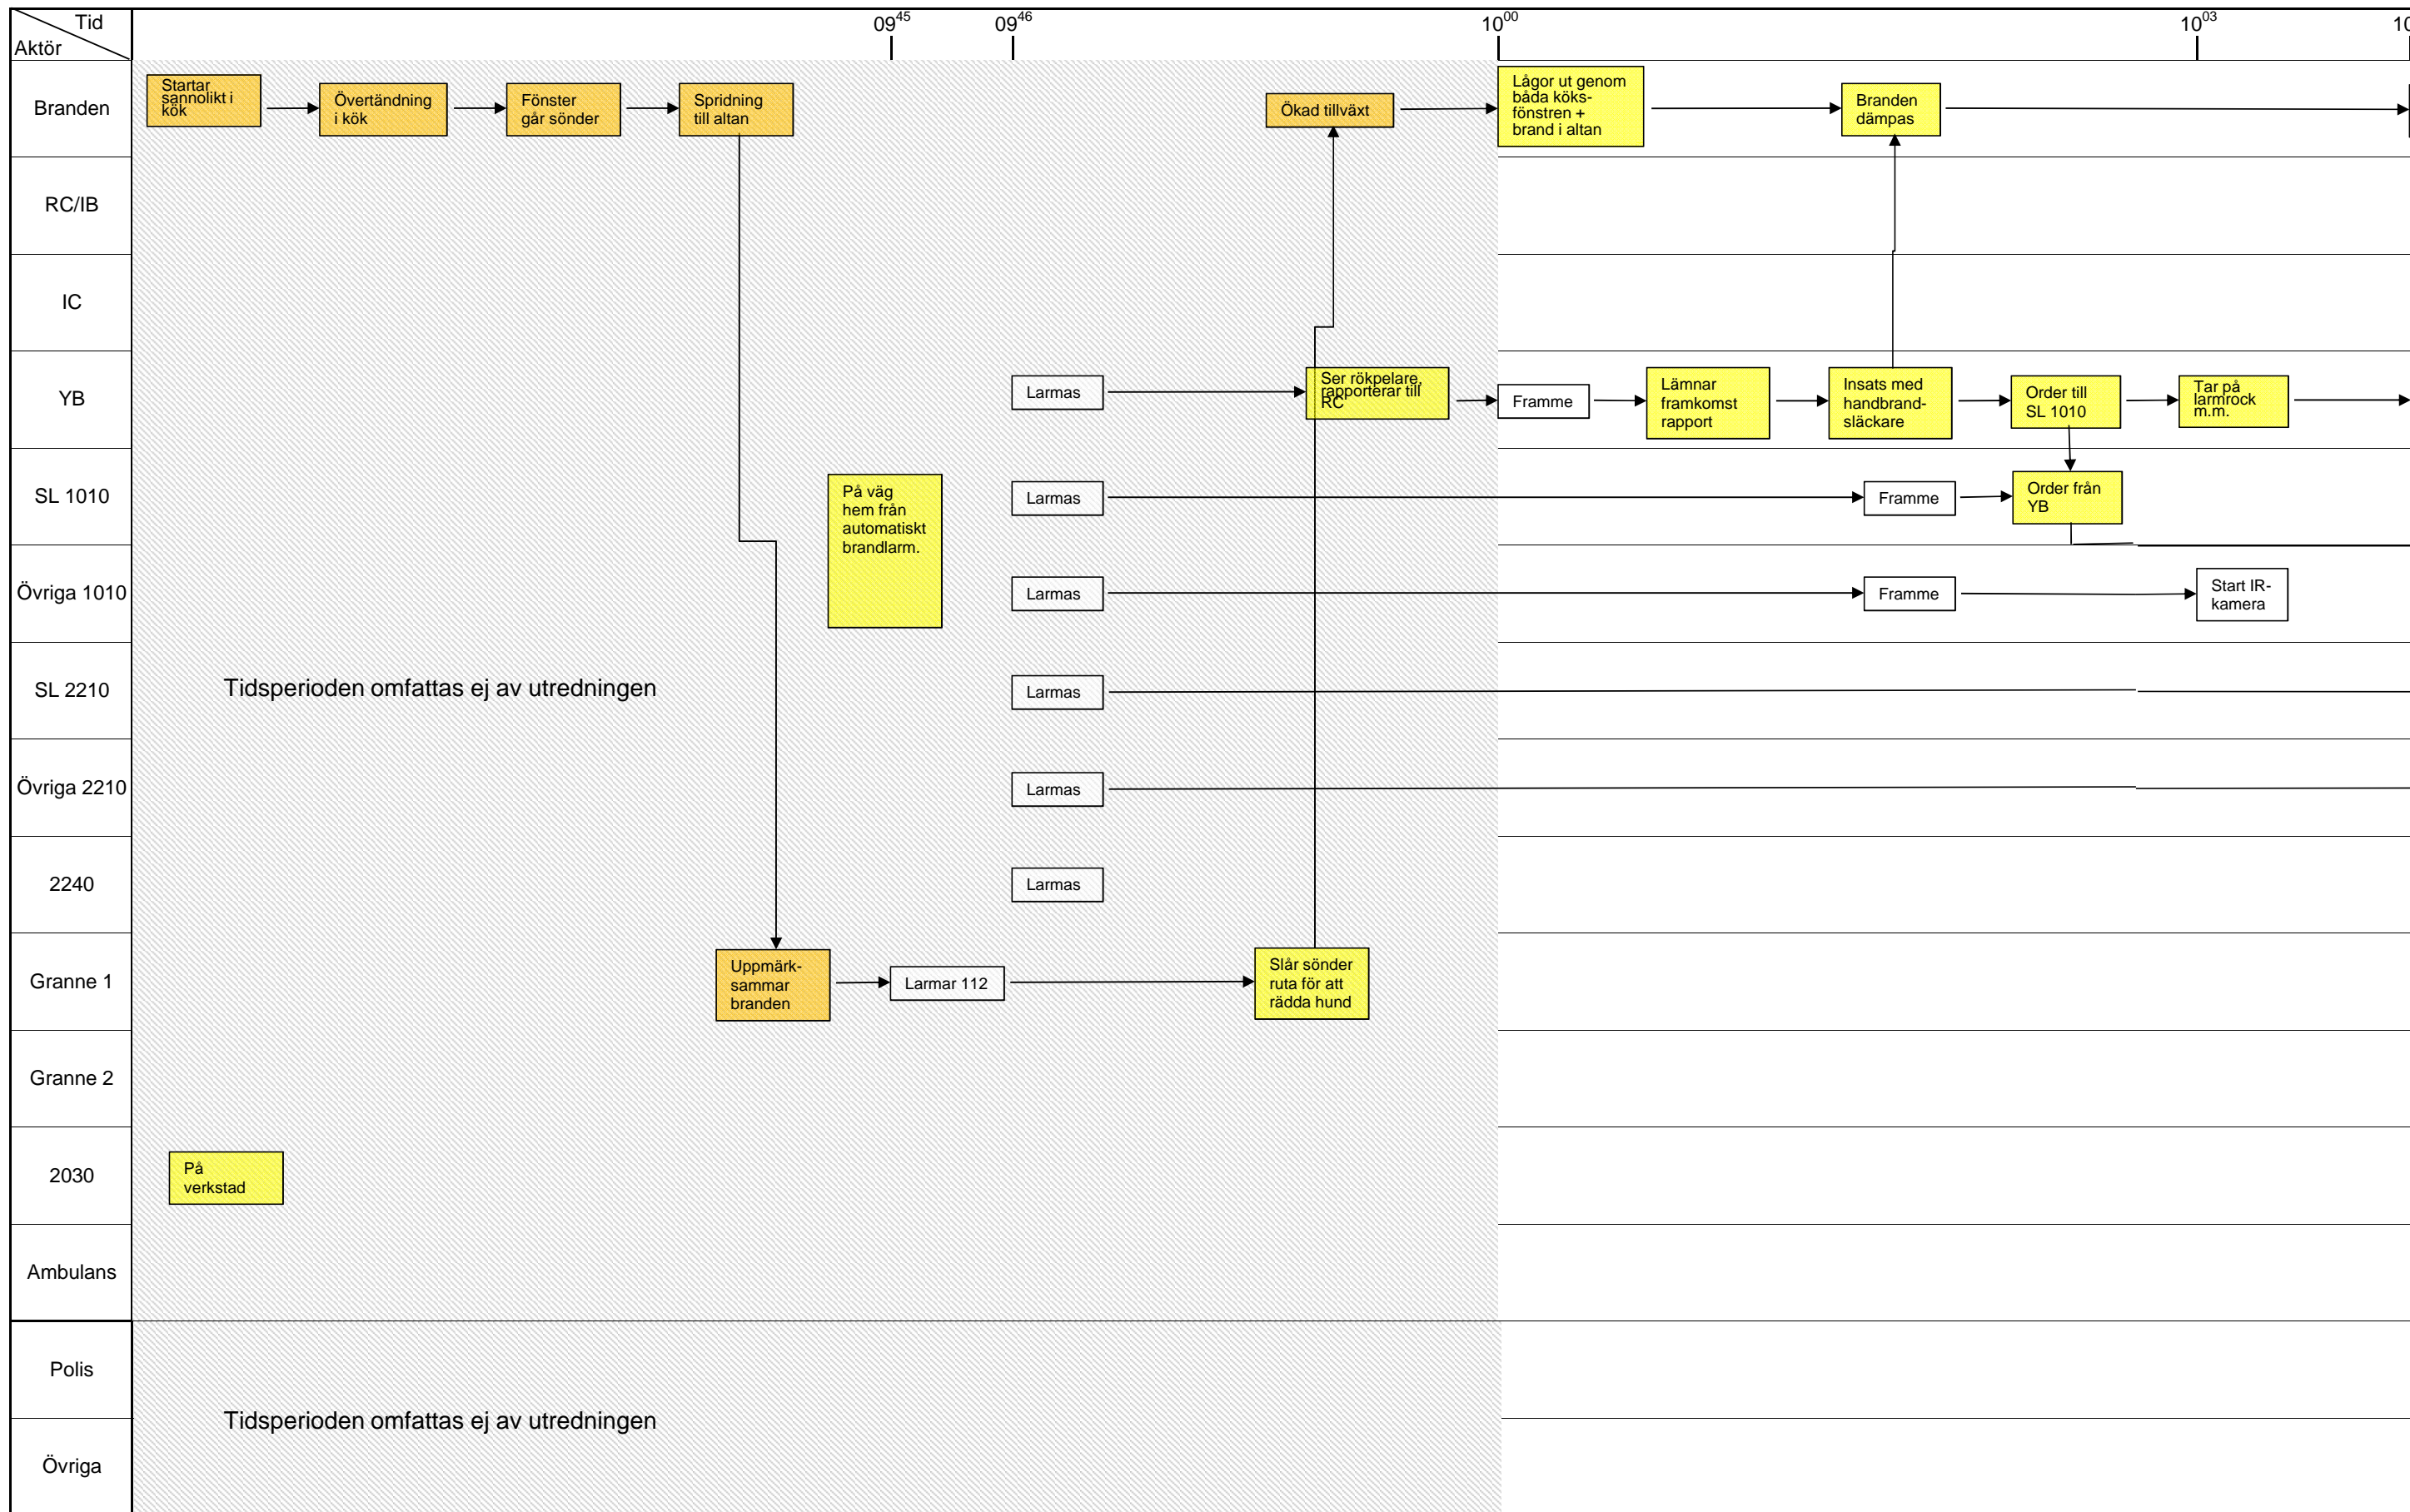 Tid
Aktör
09⁴⁵
09⁴⁶
10⁰⁰
10⁰³
Branden
Startar
sannolikt i
kök
Övertändning
i kök
Fönster
går sönder
Spridning
till altan
Ökad tillväxt
Lågor ut genom
båda köks-
fönstren +
brand i altan
Branden
dämpas
RC/IB
IC
YB
Larmas
Ser rökpelare,
rapporterar till
RC
Framme
Lämnar
framkomst
rapport
Insats med
handbrand-
släckare
Order till
SL 1010
Tar på
larmrock
m.m.
SL 1010
På väg
hem från
automatiskt
brandlarm.
Larmas
Framme
Order från
YB
Övriga 1010
Larmas
Framme
Start IR-
kamera
SL 2210
Tidsperioden omfattas ej av utredningen
Larmas
Övriga 2210
Larmas
2240
Larmas
Granne 1
Uppmärk-
sammar
branden
Larmar 112
Slår sönder
ruta för att
rädda hund
Granne 2
2030
På
verkstad
Ambulans
Polis
Tidsperioden omfattas ej av utredningen
Övriga